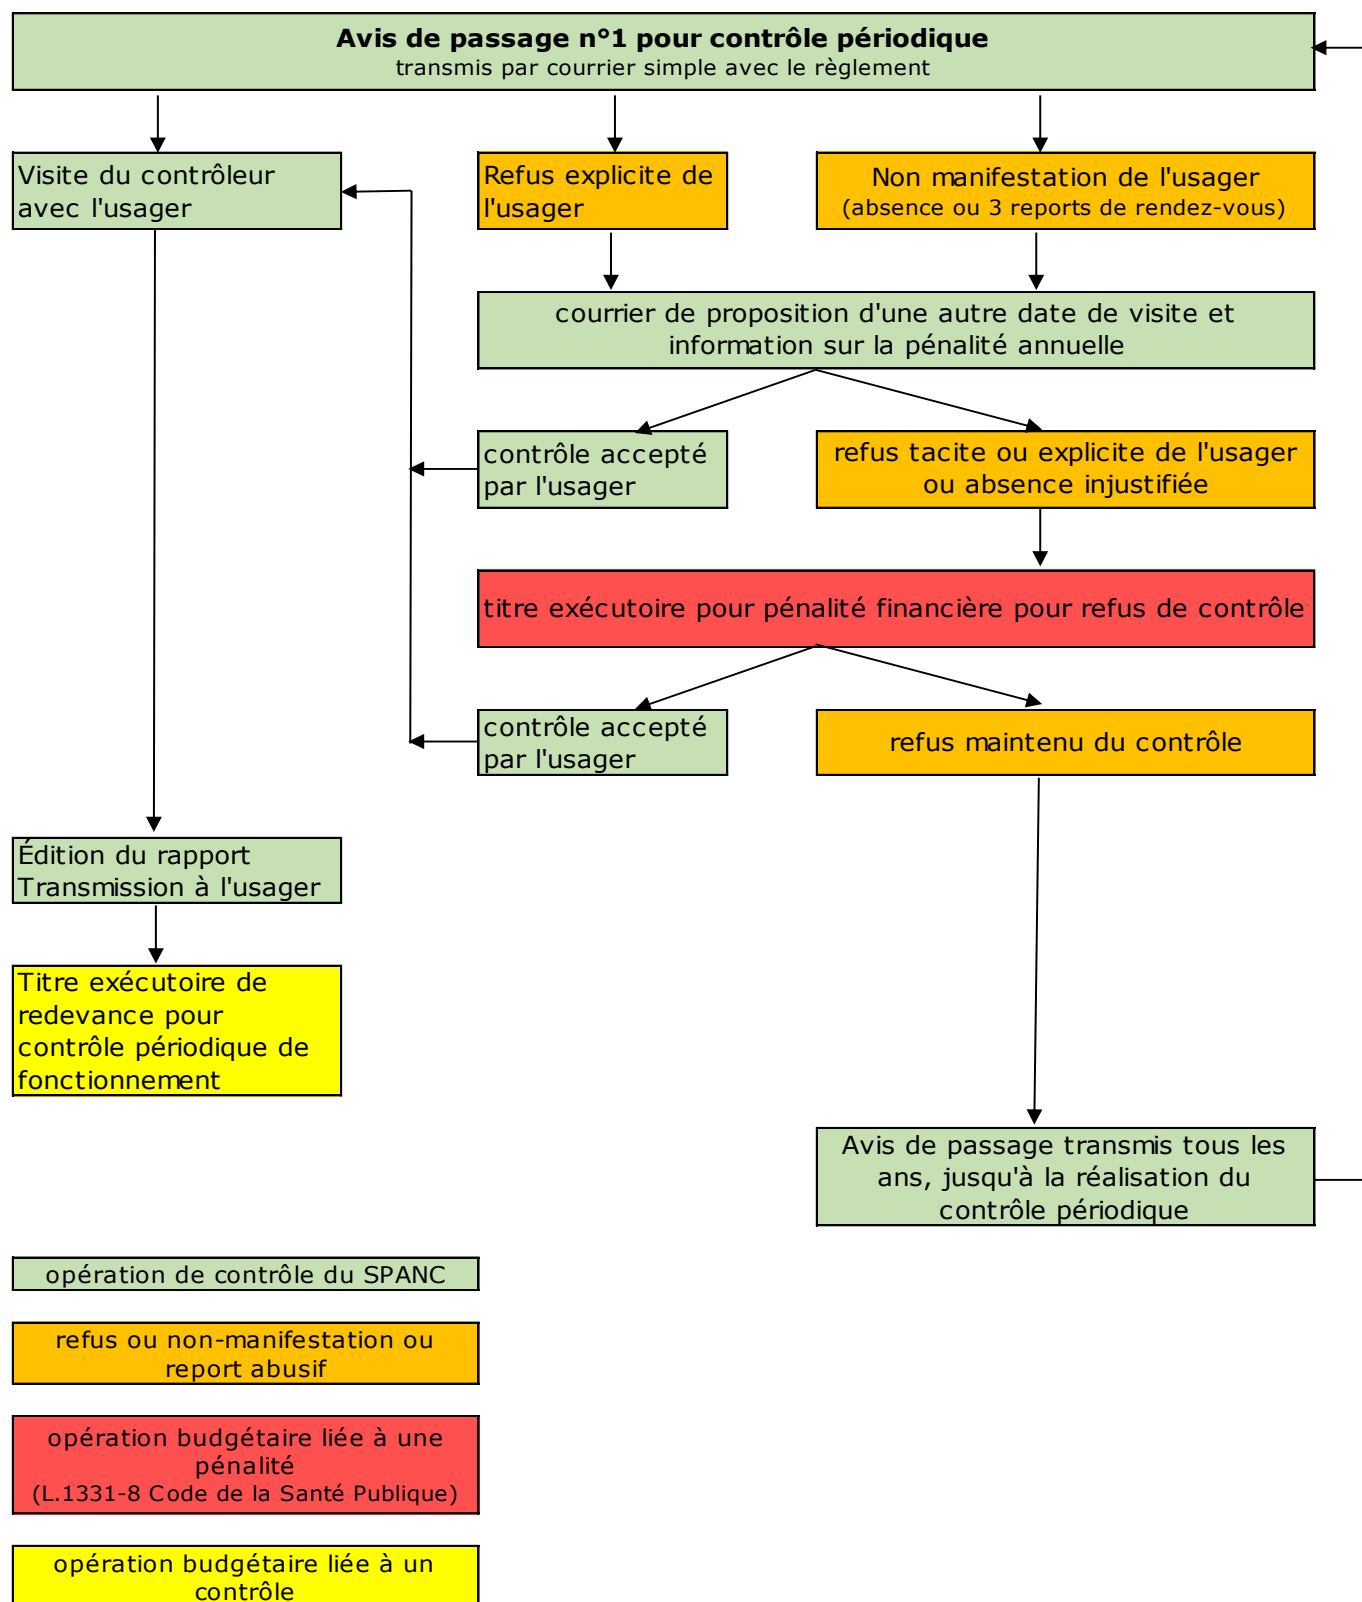 Avis de passage n°1 pour contrôle périodique
transmis par courrier simple avec le règlement
Visite du contrôleur
avec l'usager
Refus explicite de
l'usager
Non manifestation de l'usager
(absence ou 3 reports de rendez-vous)
courrier de proposition d'une autre date de visite et
information sur la pénalité annuelle
contrôle accepté
par l'usager
refus tacite ou explicite de l'usager
ou absence injustifiée
titre exécutoire pour pénalité financière pour refus de contrôle
contrôle accepté
par l'usager
refus maintenu du contrôle
Édition du rapport
Transmission à l'usager
Titre exécutoire de
redevance pour
contrôle périodique de
fonctionnement
Avis de passage transmis tous les
ans, jusqu'à la réalisation du
contrôle périodique
opération de contrôle du SPANC
refus ou non-manifestation ou
report abusif
opération budgétaire liée à une
pénalité
(L.1331-8 Code de la Santé Publique)
opération budgétaire liée à un
contrôle